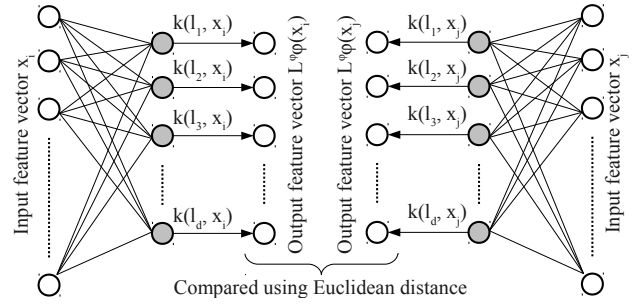 Input feature vector x_i
k(l_1, x_i)
k(l_2, x_i)
k(l_3, x_i)
k(l_d, x_i)
Output feature vector L^φφ(x_i)
Output feature vector L^φφ(x_j)
k(l_1, x_j)
k(l_2, x_j)
k(l_3, x_j)
k(l_d, x_j)
Input feature vector x_j
Compared using Euclidean distance